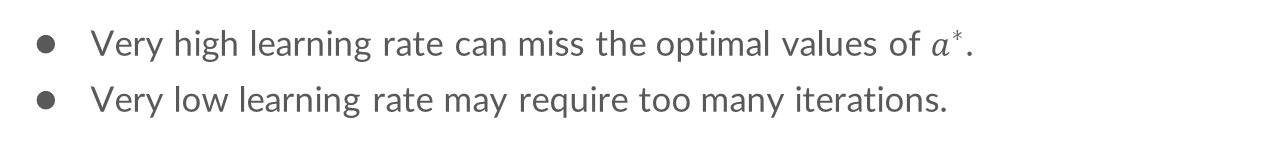 ● Very high learning rate can miss the optimal values of a*.
● Very low learning rate may require too many iterations.